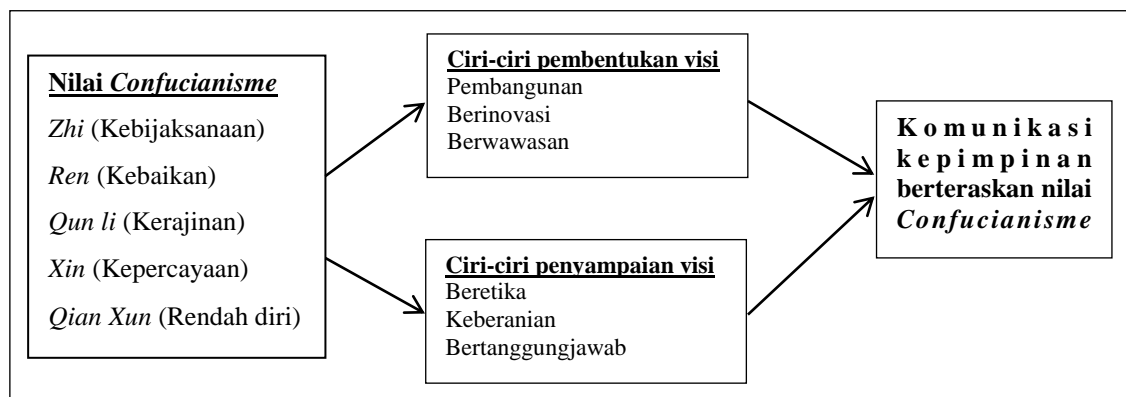 Nilai Confucianisme
Zhi (Kebijaksanaan)
Ren (Kebaikan)
Qun li (Kerajinan)
Xin (Kepercayaan)
Qian Xun (Rendah diri)
Ciri-ciri pembentukan visi
Pembangunan
Berinovasi
Berwawasan
Ciri-ciri penyampaian visi
Beretika
Keberanian
Bertanggungjawab
Komunikasi
kepimpinan
berteraskan nilai
Confucianisme